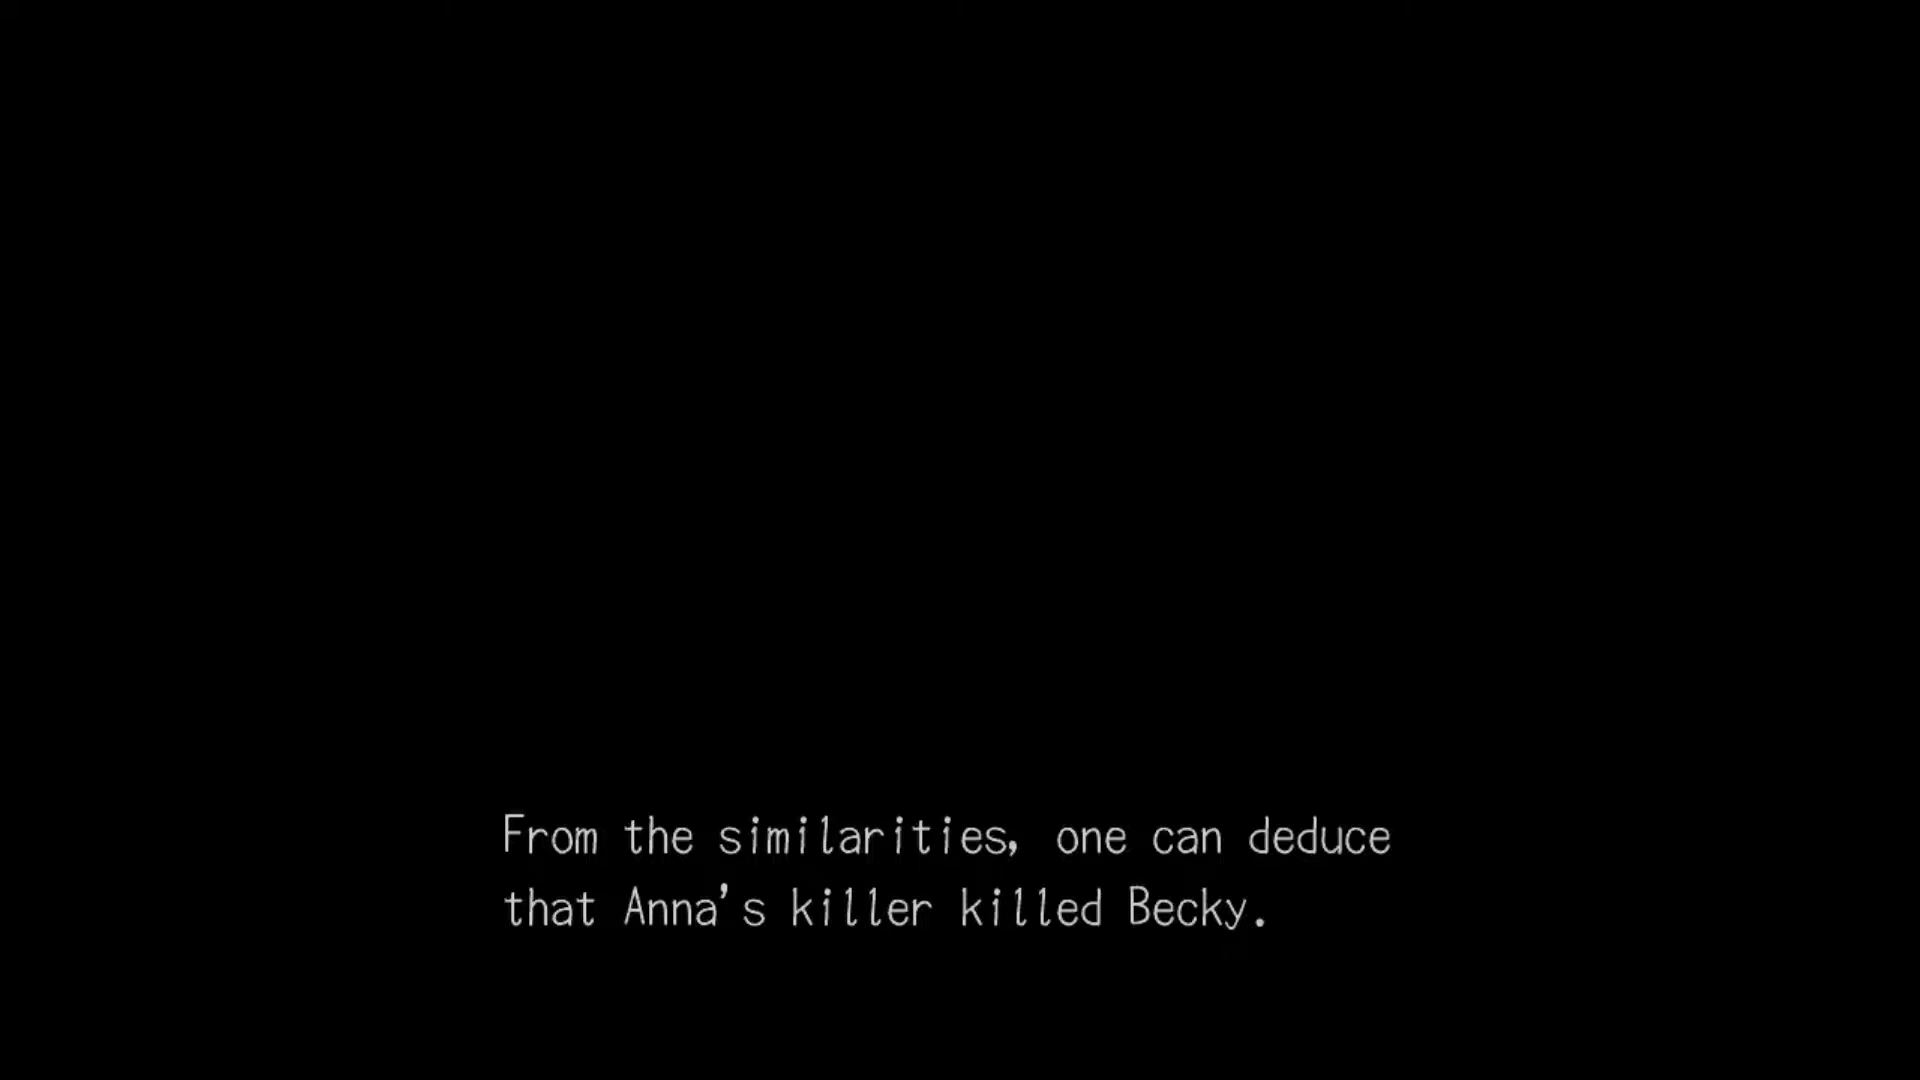 From the similarities, one can deduce
that Anna's killer killed Becky.